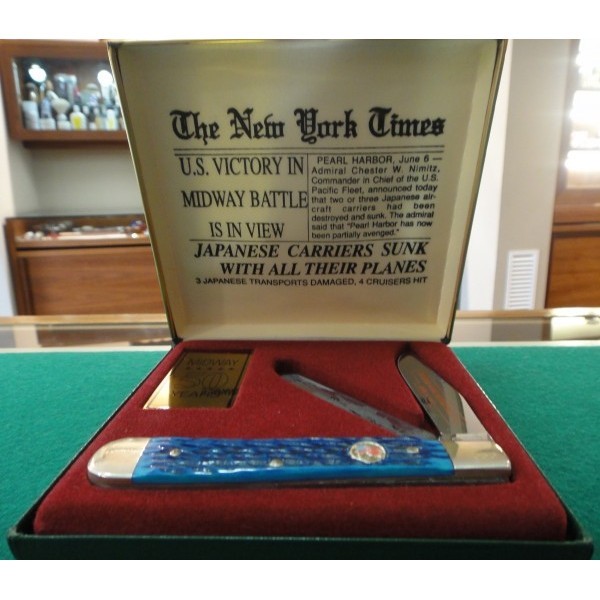 The New York Times
U.S. VICTORY IN
MIDWAY BATTLE
IS IN VIEW
PEARL HARBOR, June 6 —
Admiral Chester W. Nimitz,
Commander in Chief of the U.S.
Pacific Fleet, announced today
that two or three Japanese air-
craft carriers had been
destroyed and sunk. The admiral
said that "Pearl Harbor has now
been partially avenged."
JAPANESE CARRIERS SUNK
WITH ALL THEIR PLANES
3 JAPANESE TRANSPORTS DAMAGED, 4 CRUISERS HIT
MIDWAY
50
YEARS